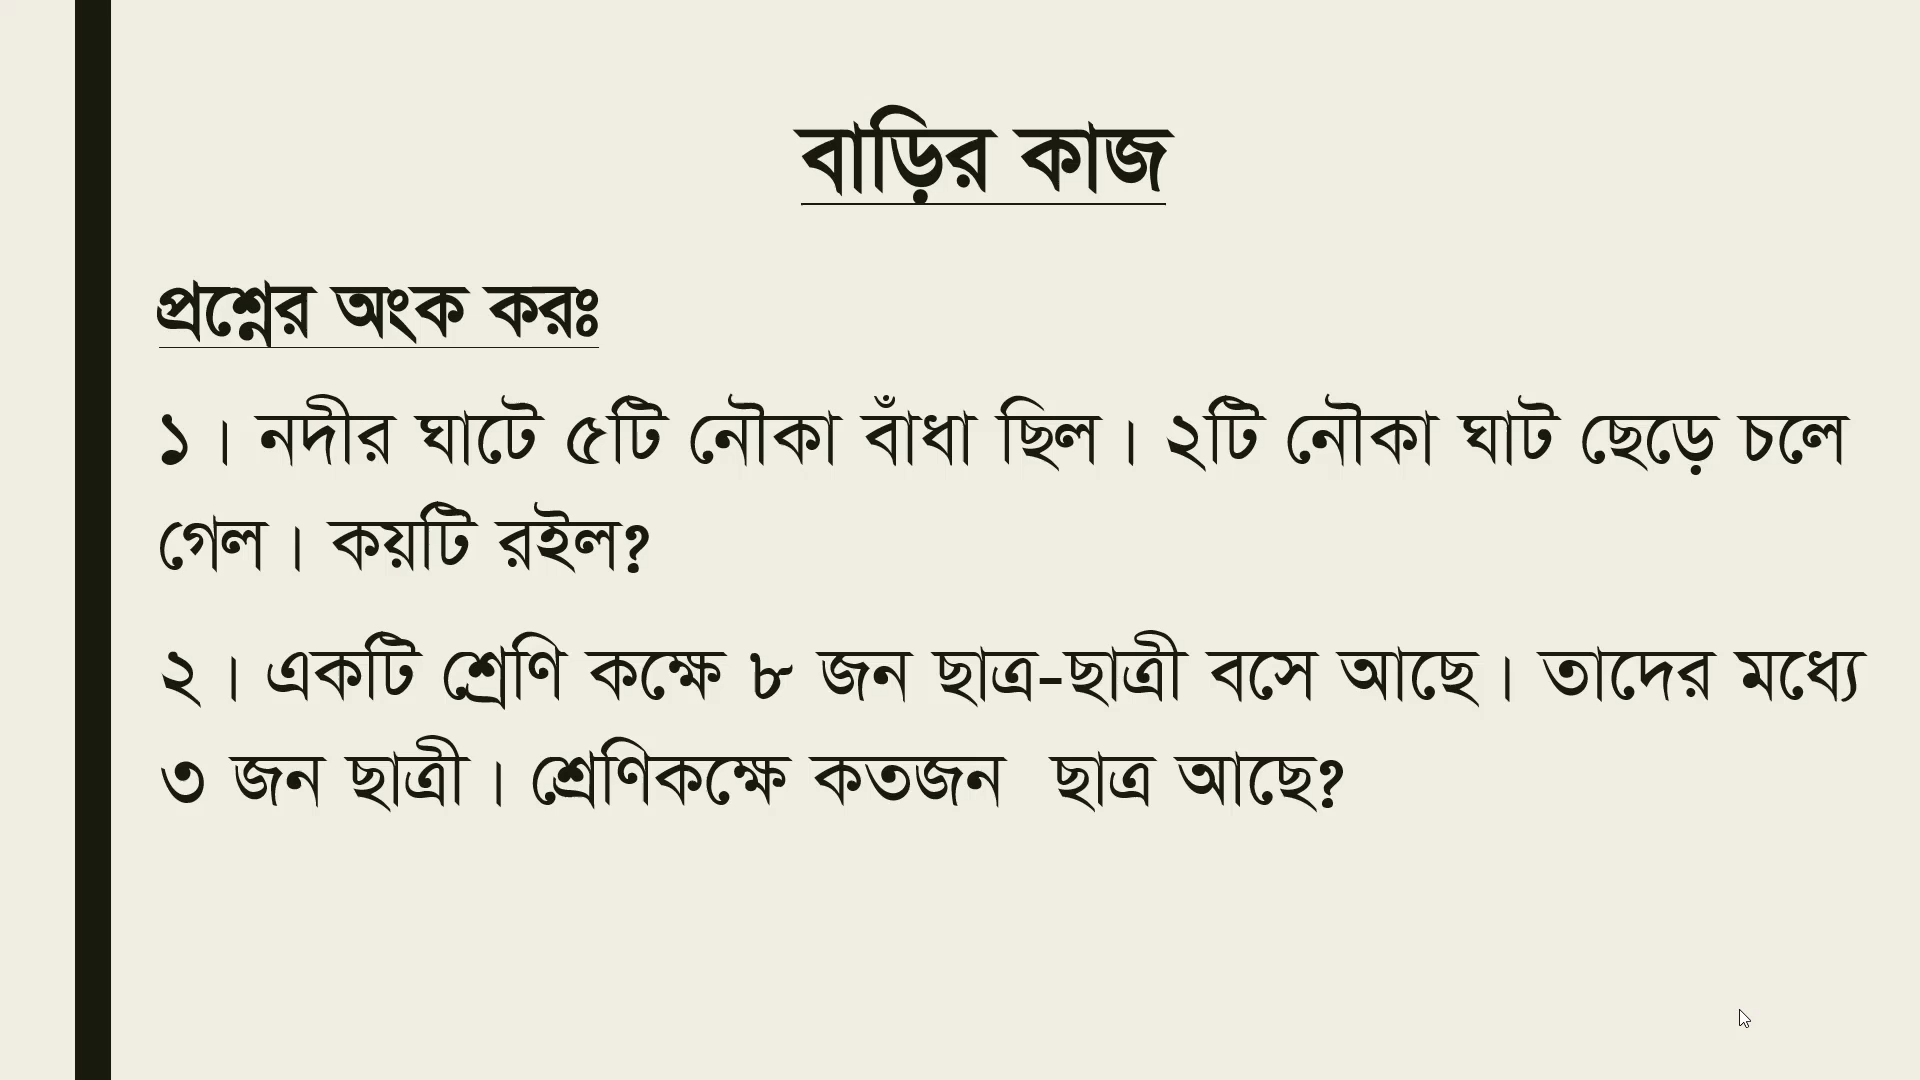 বাড়ির কাজ
প্রশ্নের অংক করঃ
১। নদীর ঘাটে ৫টি নৌকা বাঁধা ছিল। ২টি নৌকা ঘাট ছেড়ে চলে
গেল। কয়টি রইল?
২। একটি শ্রেণি কক্ষে ৮ জন ছাত্র-ছাত্রী বসে আছে। তাদের মধ্যে
৩ জন ছাত্রী। শ্রেণিকক্ষে কতজন  ছাত্র আছে?